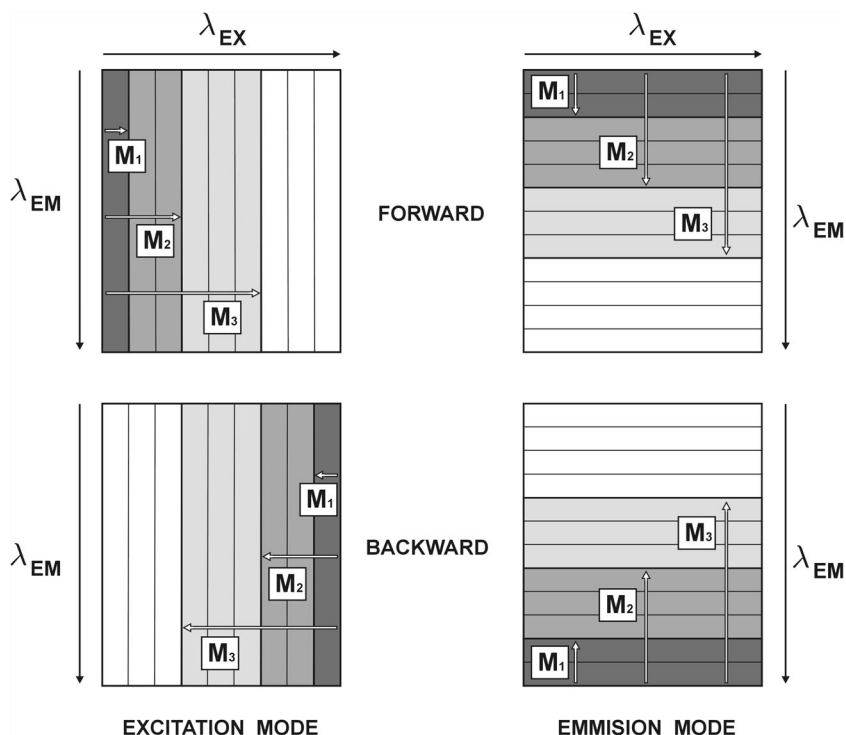 λEX
λEX
M1
M2
M3
λEM
FORWARD
M1
M2
M3
λEM
M1
M2
M3
λEM
BACKWARD
M3
M2
M1
λEM
EXCITATION MODE
EMMISION MODE